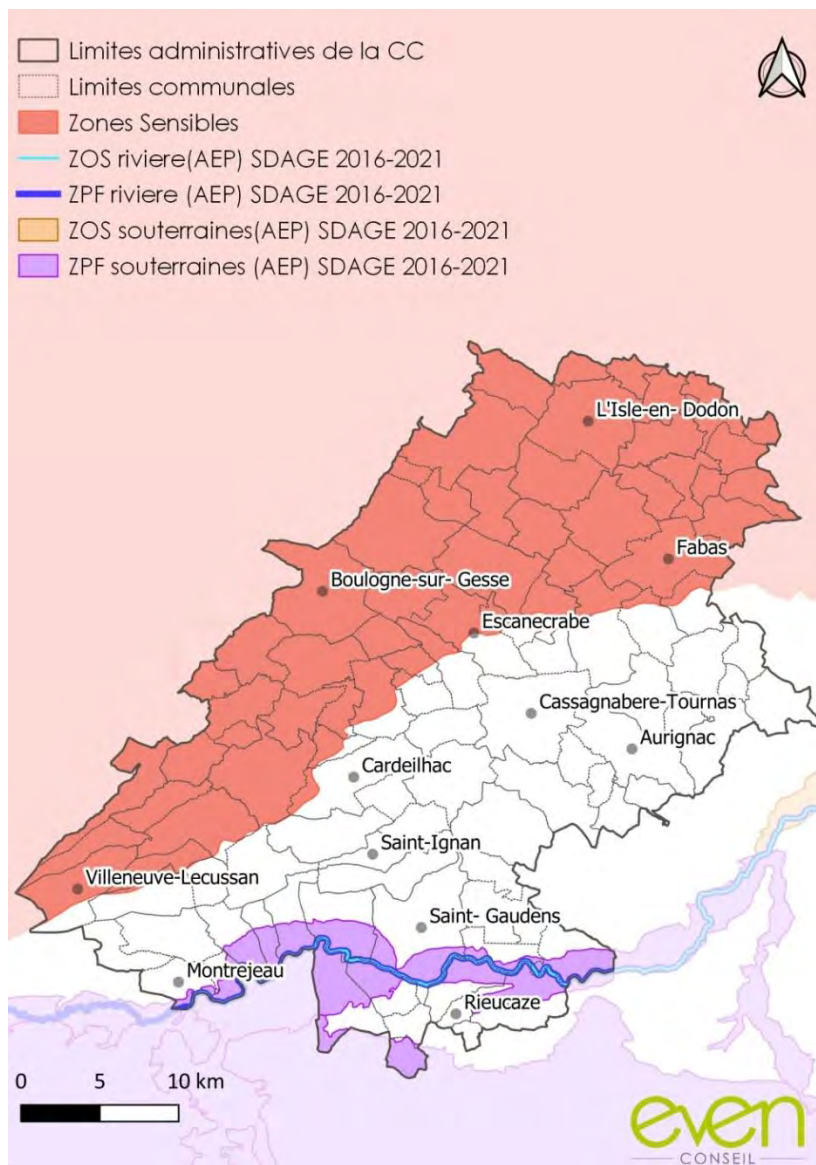 Limites administratives de la CC
Limites communales
Zones Sensibles
ZOS riviere(AEP) SDAGE 2016-2021
ZPF riviere (AEP) SDAGE 2016-2021
ZOS souterraines(AEP) SDAGE 2016-2021
ZPF souterraines (AEP) SDAGE 2016-2021
L'Isle-en- Dodon
Fabas
Boulogne-sur- Gesse
Escanecrabe
Cassagnabere-Tournas
Aurignac
Cardeilhac
Saint-Ignan
Villeneuve-Lecussan
Saint- Gaudens
Montrejeau
Rieucaze
0 5 10 km
even
CONSEIL